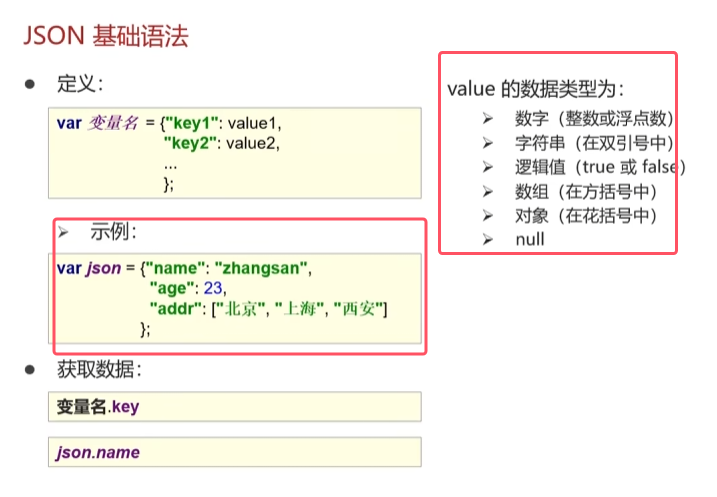 JSON 基础语法
● 定义：
var 变量名 = {"key1": value1,
"key2": value2,
...
};
➢ 示例：
var json = {"name": "zhangsan",
"age": 23,
"addr": ["北京", "上海", "西安"]
};
● 获取数据：
变量名.key
json.name
value 的数据类型为：
➢ 数字（整数或浮点数）
➢ 字符串（在双引号中）
➢ 逻辑值（true 或 false）
➢ 数组（在方括号中）
➢ 对象（在花括号中）
➢ null